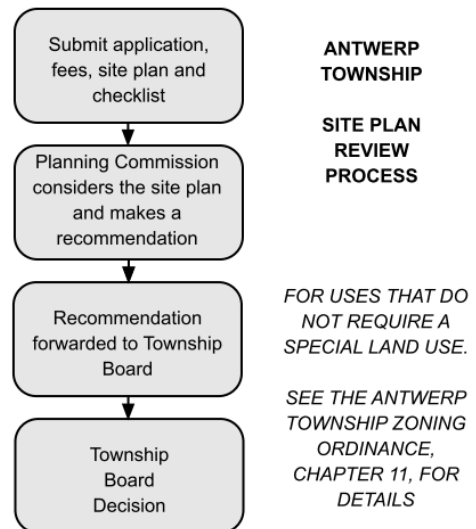 Submit application,
fees, site plan and
checklist
ANTWERP
TOWNSHIP
SITE PLAN
REVIEW
PROCESS
Planning Commission
considers the site plan
and makes a
recommendation
Recommendation
forwarded to Township
Board
FOR USES THAT DO
NOT REQUIRE A
SPECIAL LAND USE.
SEE THE ANTWERP
TOWNSHIP ZONING
ORDINANCE,
CHAPTER 11, FOR
DETAILS
Township
Board
Decision